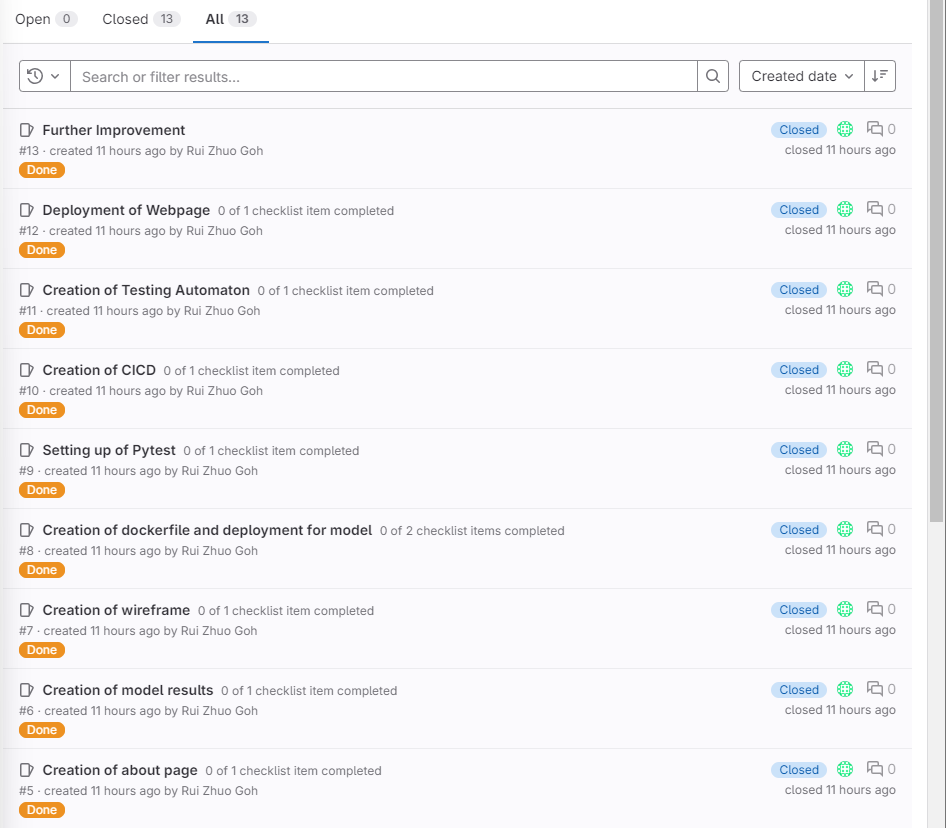 Open 0 Closed 13 All 13
Search or filter results... Created date
Further Improvement Closed 0
#13 · created 11 hours ago by Rui Zhuo Goh closed 11 hours ago
Done
Deployment of Webpage 0 of 1 checklist item completed Closed 0
#12 · created 11 hours ago by Rui Zhuo Goh closed 11 hours ago
Done
Creation of Testing Automaton 0 of 1 checklist item completed Closed 0
#11 · created 11 hours ago by Rui Zhuo Goh closed 11 hours ago
Done
Creation of CICD 0 of 1 checklist item completed Closed 0
#10 · created 11 hours ago by Rui Zhuo Goh closed 11 hours ago
Done
Setting up of Pytest 0 of 1 checklist item completed Closed 0
#9 · created 11 hours ago by Rui Zhuo Goh closed 11 hours ago
Done
Creation of dockerfile and deployment for model 0 of 2 checklist items completed Closed 0
#8 · created 11 hours ago by Rui Zhuo Goh closed 11 hours ago
Done
Creation of wireframe 0 of 1 checklist item completed Closed 0
#7 · created 11 hours ago by Rui Zhuo Goh closed 11 hours ago
Done
Creation of model results 0 of 1 checklist item completed Closed 0
#6 · created 11 hours ago by Rui Zhuo Goh closed 11 hours ago
Done
Creation of about page 0 of 1 checklist item completed Closed 0
#5 · created 11 hours ago by Rui Zhuo Goh closed 11 hours ago
Done